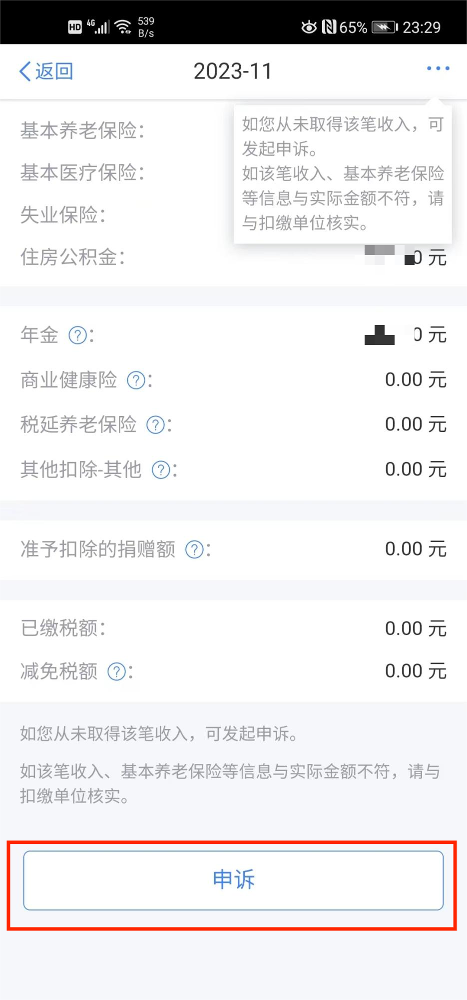 HD 4G 539 B/s 65% 23:29
返回 2023-11 ...
如您从未取得该笔收入，可
发起申诉。
如该笔收入、基本养老保险
等信息与实际金额不符，请
与扣缴单位核实。
基本养老保险：
基本医疗保险：
失业保险：
住房公积金： 0 元
年金 ?： 0 元
商业健康险 ?： 0.00 元
税延养老保险 ?： 0.00 元
其他扣除-其他 ?： 0.00 元
准予扣除的捐赠额 ?： 0.00 元
已缴税额： 0.00 元
减免税额 ?： 0.00 元
如您从未取得该笔收入，可发起申诉。
如该笔收入、基本养老保险等信息与实际金额不符，请与
扣缴单位核实。
申诉